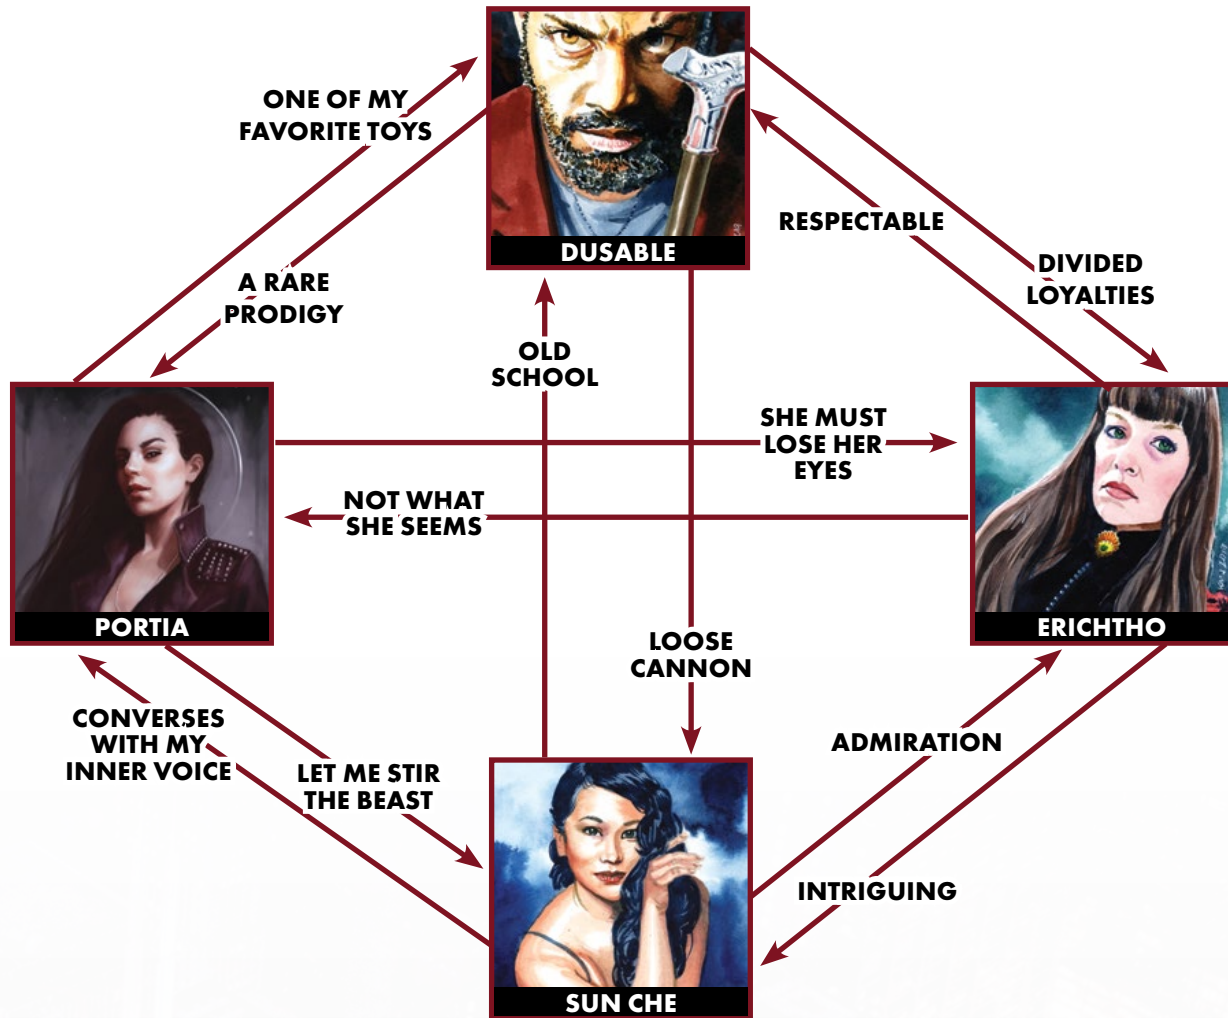 ONE OF MY
FAVORITE TOYS
DUSABLE
RESPECTABLE
A RARE
PRODIGY
DIVIDED
LOYALTIES
OLD
SCHOOL
SHE MUST
LOSE HER
EYES
NOT WHAT
SHE SEEMS
PORTIA
ERICHTHO
LOOSE
CANNON
CONVERSES
WITH MY
INNER VOICE
LET ME STIR
THE BEAST
ADMIRATION
INTRIGUING
SUN CHE